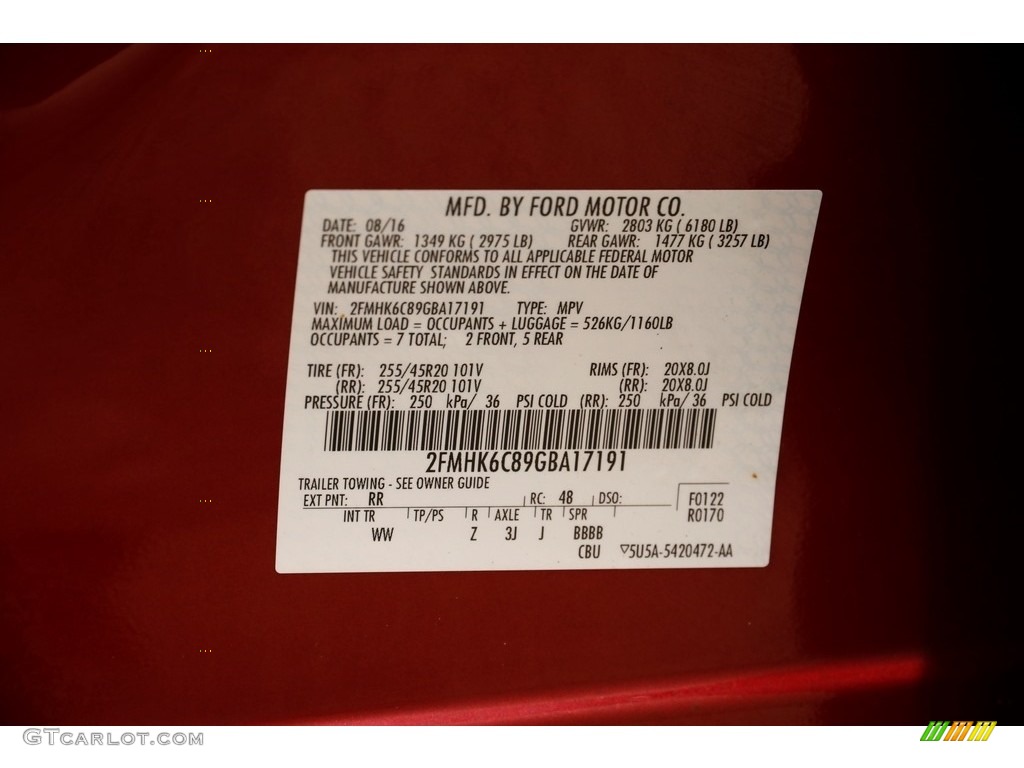 MFD. BY FORD MOTOR CO.
DATE: 08/16 GVWR: 2803 KG ( 6180 LB)
FRONT GAWR: 1349 KG ( 2975 LB) REAR GAWR: 1477 KG ( 3257 LB)
THIS VEHICLE CONFORMS TO ALL APPLICABLE FEDERAL MOTOR
VEHICLE SAFETY STANDARDS IN EFFECT ON THE DATE OF
MANUFACTURE SHOWN ABOVE.
VIN: 2FMHK6C89GBA17191 TYPE: MPV
MAXIMUM LOAD = OCCUPANTS + LUGGAGE = 526KG/1160LB
OCCUPANTS = 7 TOTAL; 2 FRONT, 5 REAR
TIRE (FR): 255/45R20 101V RIMS (FR): 20X8.0J
(RR): 255/45R20 101V (RR): 20X8.0J
PRESSURE (FR): 250 kPa/ 36 PSI COLD (RR): 250 kPa/ 36 PSI COLD
2FMHK6C89GBA17191
TRAILER TOWING - SEE OWNER GUIDE
EXT PNT: RR RC: 48 DSO: F0122
INT TR TP/PS R AXLE TR SPR R0170
WW Z 3J J BBBB
CBU ▽5U5A-5420472-AA
GTcarlot.com